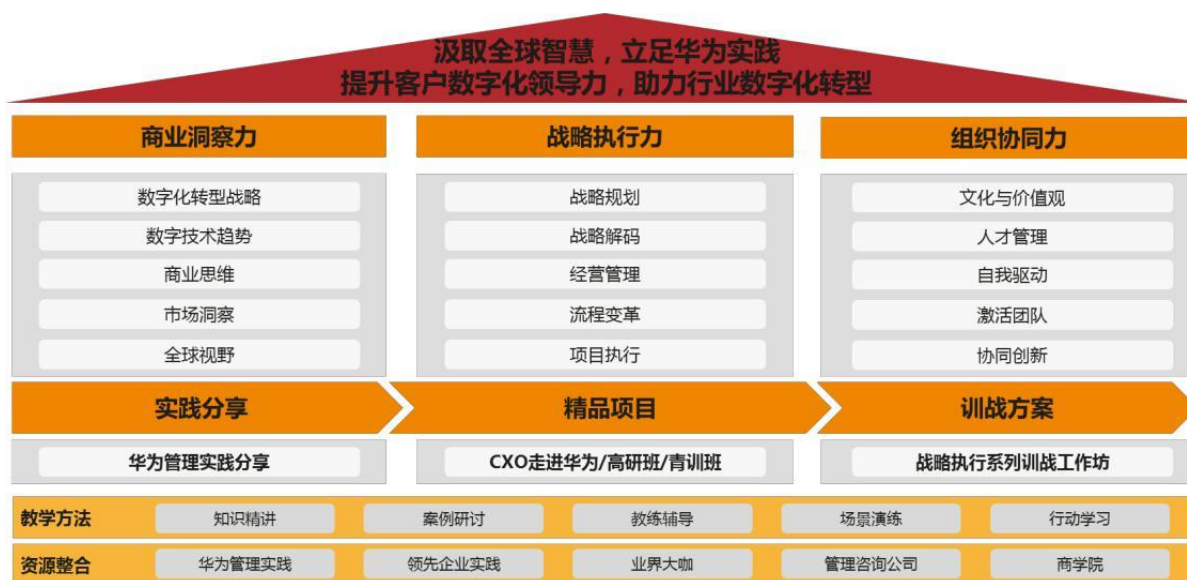 汲取全球智慧，立足华为实践
提升客户数字化领导力，助力行业数字化转型
商业洞察力
战略执行力
组织协同力
数字化转型战略
数字技术趋势
商业思维
市场洞察
全球视野
战略规划
战略解码
经营管理
流程变革
项目执行
文化与价值观
人才管理
自我驱动
激活团队
协同创新
实践分享
精品项目
训战方案
华为管理实践分享
CXO走进华为/高研班/青训班
战略执行系列训战工作坊
教学方法
知识精讲
案例研讨
教练辅导
场景演练
行动学习
资源整合
华为管理实践
领先企业实践
业界大咖
管理咨询公司
商学院